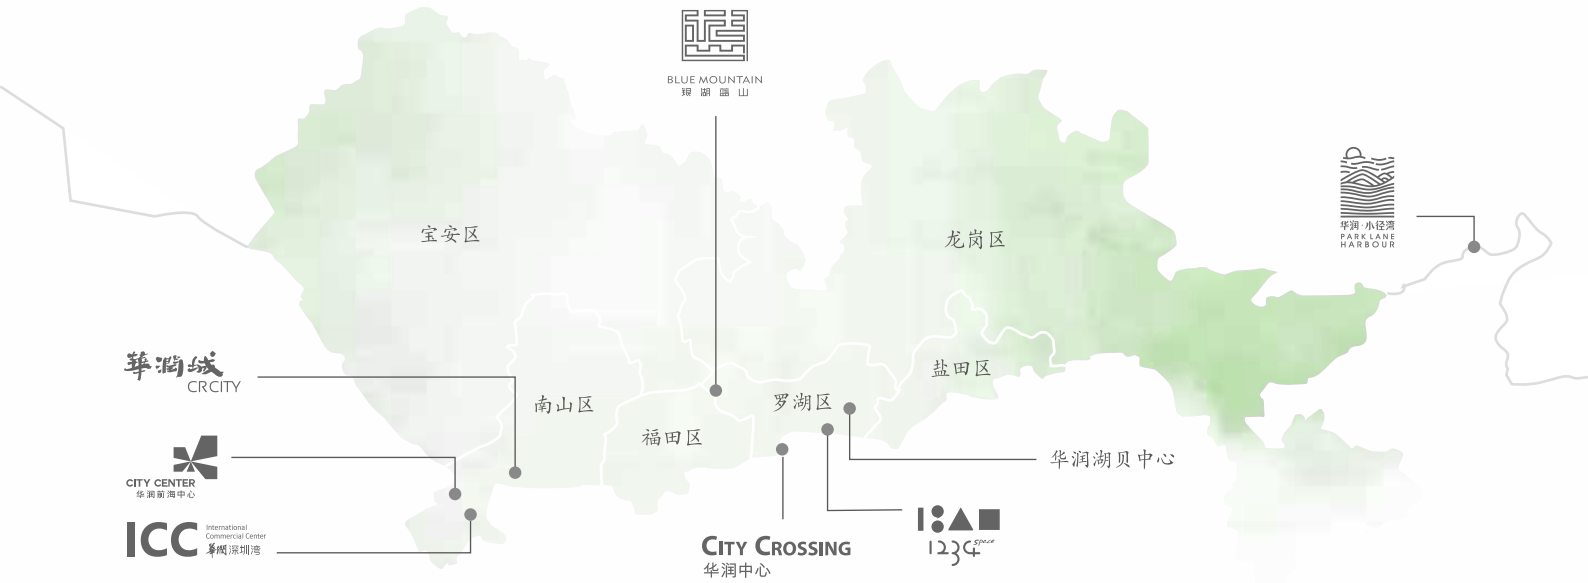 BLUE MOUNTAIN
银湖蓝山
宝安区
龙岗区
华润·小径湾
PARK LANE
HARBOUR
華潤城
CRCITY
南山区
福田区
罗湖区
盐田区
华润湖贝中心
CITY CENTER
华润前海中心
ICC
International
Commercial Center
華潤深圳湾
CITY CROSSING
华润中心
1234 space